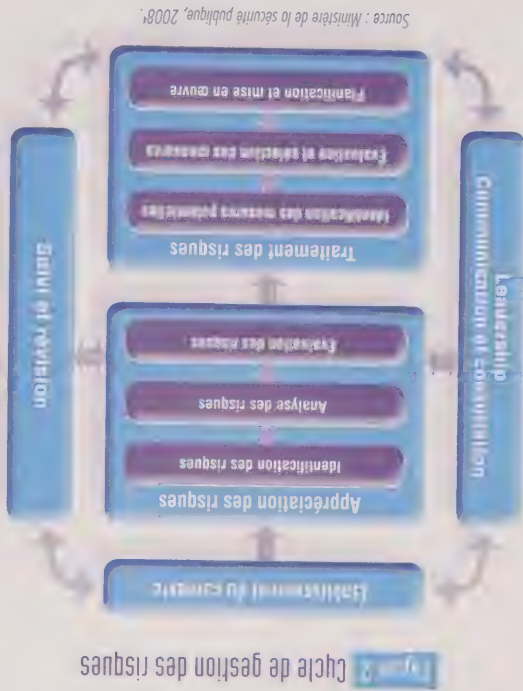 Figure 2 Cycle de gestion des risques
Établissement du contexte
Appréciation des risques
Identification des risques
Analyse des risques
Évaluation des risques
Traitement des risques
Identification des mesures potentielles
Évaluation et sélection des mesures
Planification et mise en œuvre
Leadership
Communication et consultation
Suivi et révision
Source : Ministère de la sécurité publique, 2008⁴.